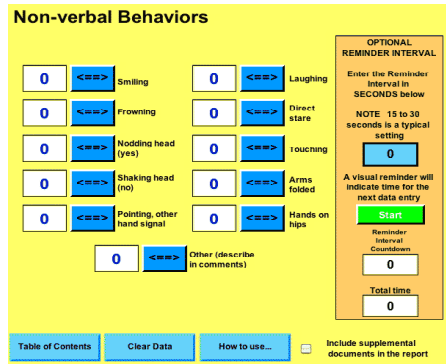 Non-verbal Behaviors
0 <==> Smiling
0 <==> Frowning
0 <==> Nodding head
(yes)
0 <==> Shaking head
(no)
0 <==> Pointing, other
hand signal
0 <==> Laughing
0 <==> Direct
stare
0 <==> Touching
0 <==> Arms
folded
0 <==> Hands on
hips
0 <==> Other (describe
in comments)
OPTIONAL
REMINDER INTERVAL
Enter the Reminder
Interval in
SECONDS below
NOTE 15 to 30
seconds is a typical
setting
0
A visual reminder will
indicate time for the
next data entry
Start
Reminder
Interval
Countdown
0
Total time
0
Table of Contents
Clear Data
How to use...
Include supplemental
documents in the report